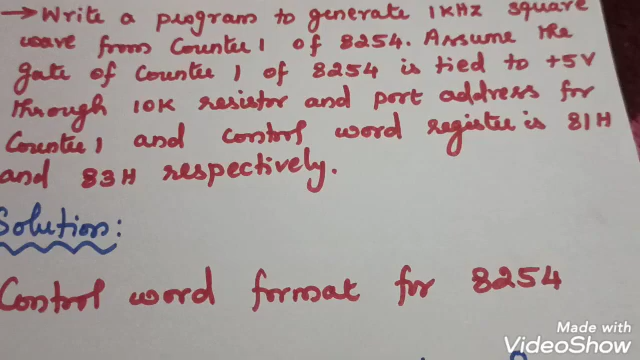 → Write a program to generate 1KHz square
wave from Counter 1 of 8254. Assume the
gate of Counter 1 of 8254 is tied to +5V
through 10K resistor and port address for
Counter 1 and control word register is 81H
and 83H respectively.
Solution:
Control word format for 8254
Made with
VideoShow